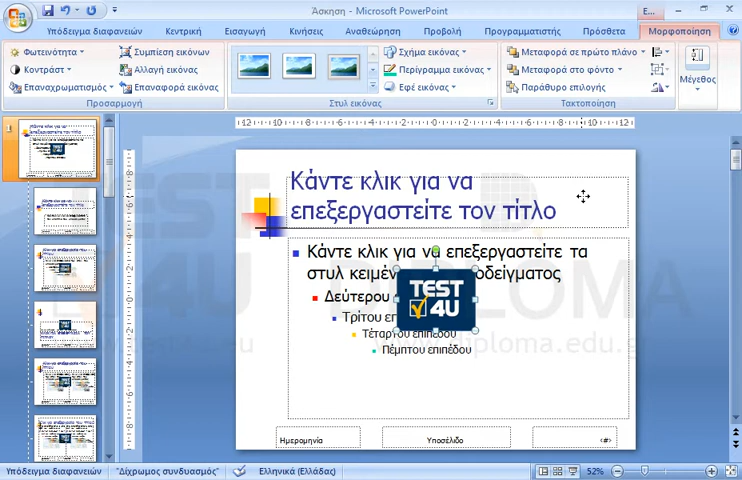 Άσκηση - Microsoft PowerPoint
Ε...
Υπόδειγμα διαφανειών Κεντρική Εισαγωγή Κινήσεις Αναθεώρηση Προβολή Προγραμματιστής Πρόσθετα Μορφοποίηση
Φωτεινότητα Συμπίεση εικόνων
Κοντράστ Αλλαγή εικόνας
Επαναχρωματισμός Επαναφορά εικόνας
Προσαρμογή
Σχήμα εικόνας
Περίγραμμα εικόνας
Εφέ εικόνας
Στυλ εικόνας
Μεταφορά σε πρώτο πλάνο
Μεταφορά στο φόντο
Παράθυρο επιλογής
Τακτοποίηση
Μέγεθος
1
Κάντε κλικ για να
επεξεργαστείτε τον τίτλο
Κάντε κλικ για να επεξεργαστείτε τα
στυλ κειμέν οδείγματος
Δεύτερου
Τρίτου επ
Τέταρτου επιπέδου
Πέμπτου επιπέδου
TEST
4U
Ημερομηνία
Υποσέλιδο
‹#›
Υπόδειγμα διαφανειών "Δίχρωμος συνδυασμός" Ελληνικά (Ελλάδας) 52%